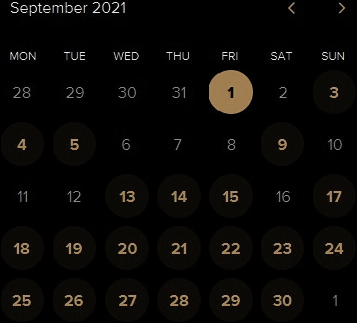 September 2021 < >
MON TUE WED THU FRI SAT SUN
28 29 30 31 1 2 3
4 5 6 7 8 9 10
11 12 13 14 15 16 17
18 19 20 21 22 23 24
25 26 27 28 29 30 1